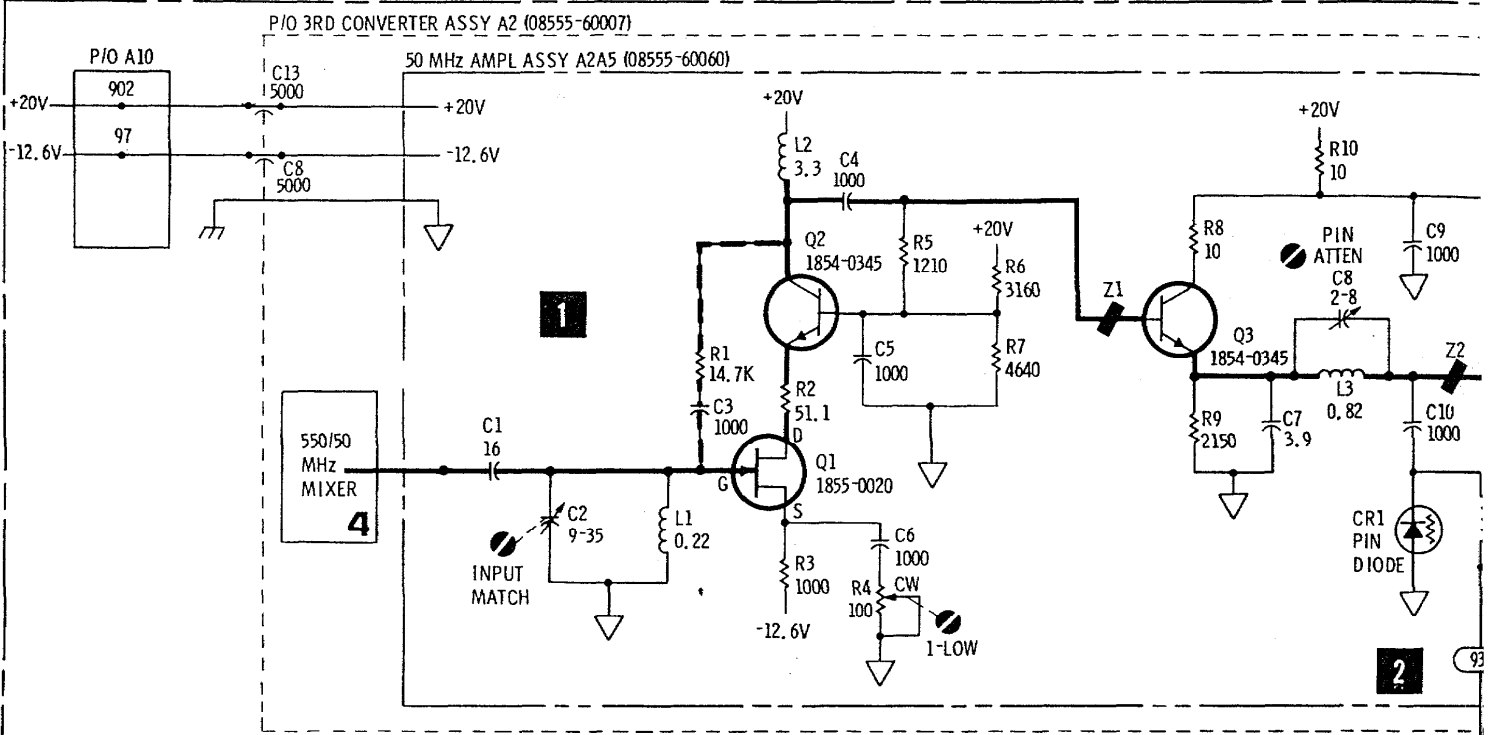 P/O 3RD CONVERTER ASSY A2 (08555-60007)
P/O A10
50 MHz AMPL ASSY A2A5 (08555-60060)
902
C13
5000
+20V
+20V
97
-12.6V
-12.6V
C8
5000
+20V
L2
3.3
C4
1000
+20V
R10
10
Q2
1854-0345
R5
1210
+20V
R6
3160
R8
10
PIN
ATTEN
C8
2-8
C9
1000
1
Z1
R1
14.7K
C5
1000
R7
4640
Q3
1854-0345
Z2
R2
51.1
C3
1000
L3
0.82
C10
1000
R9
2150
C7
3.9
550/50
MHz
MIXER
4
C1
16
D
G
S
Q1
1855-0020
C2
9-35
L1
0.22
INPUT
MATCH
C6
1000
R3
1000
R4
100
CW
-12.6V
1-LOW
CR1
PIN
DIODE
2
93